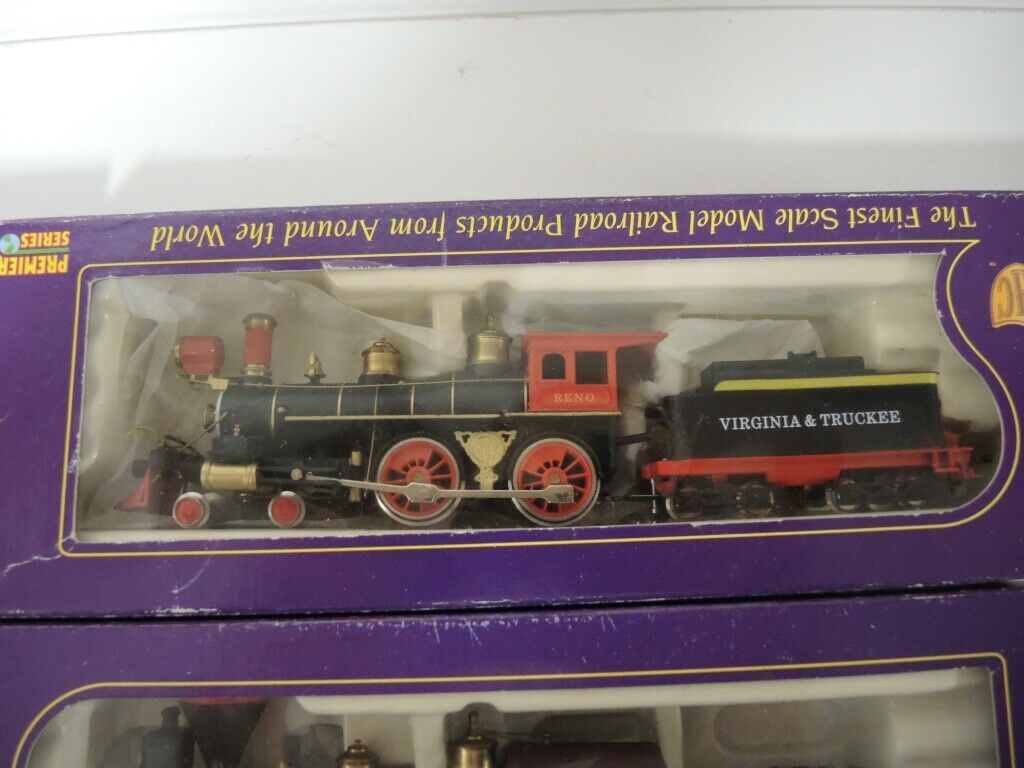 The Finest Scale Model Railroad Products from Around the World
PREMIER
SERIES
RENO
VIRGINIA & TRUCKEE